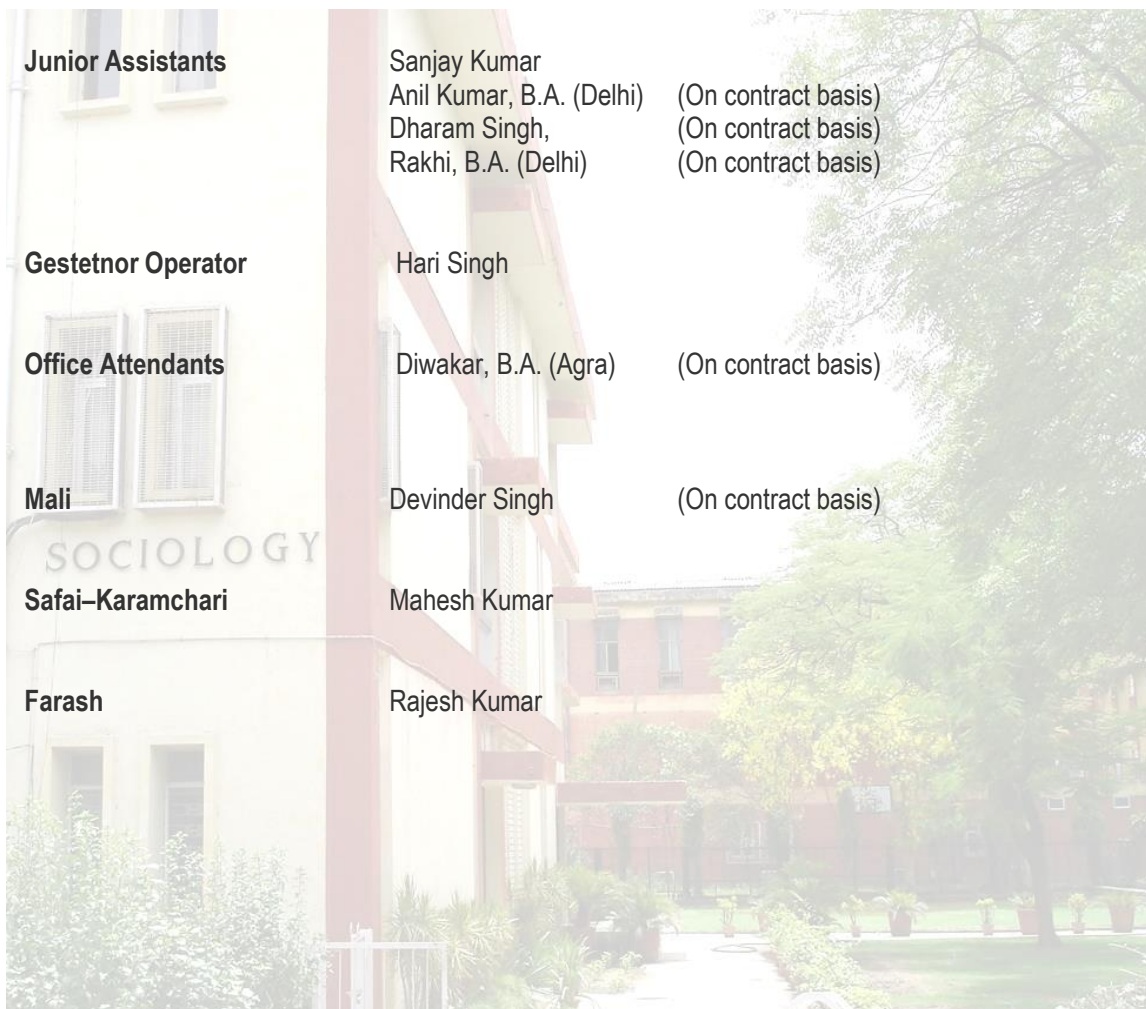 Junior Assistants Sanjay Kumar
Anil Kumar, B.A. (Delhi) (On contract basis)
Dharam Singh, (On contract basis)
Rakhi, B.A. (Delhi) (On contract basis)
Gestetnor Operator Hari Singh
Office Attendants Diwakar, B.A. (Agra) (On contract basis)
Mali Devinder Singh (On contract basis)
SOCIOLOGY
Safai–Karamchari Mahesh Kumar
Farash Rajesh Kumar